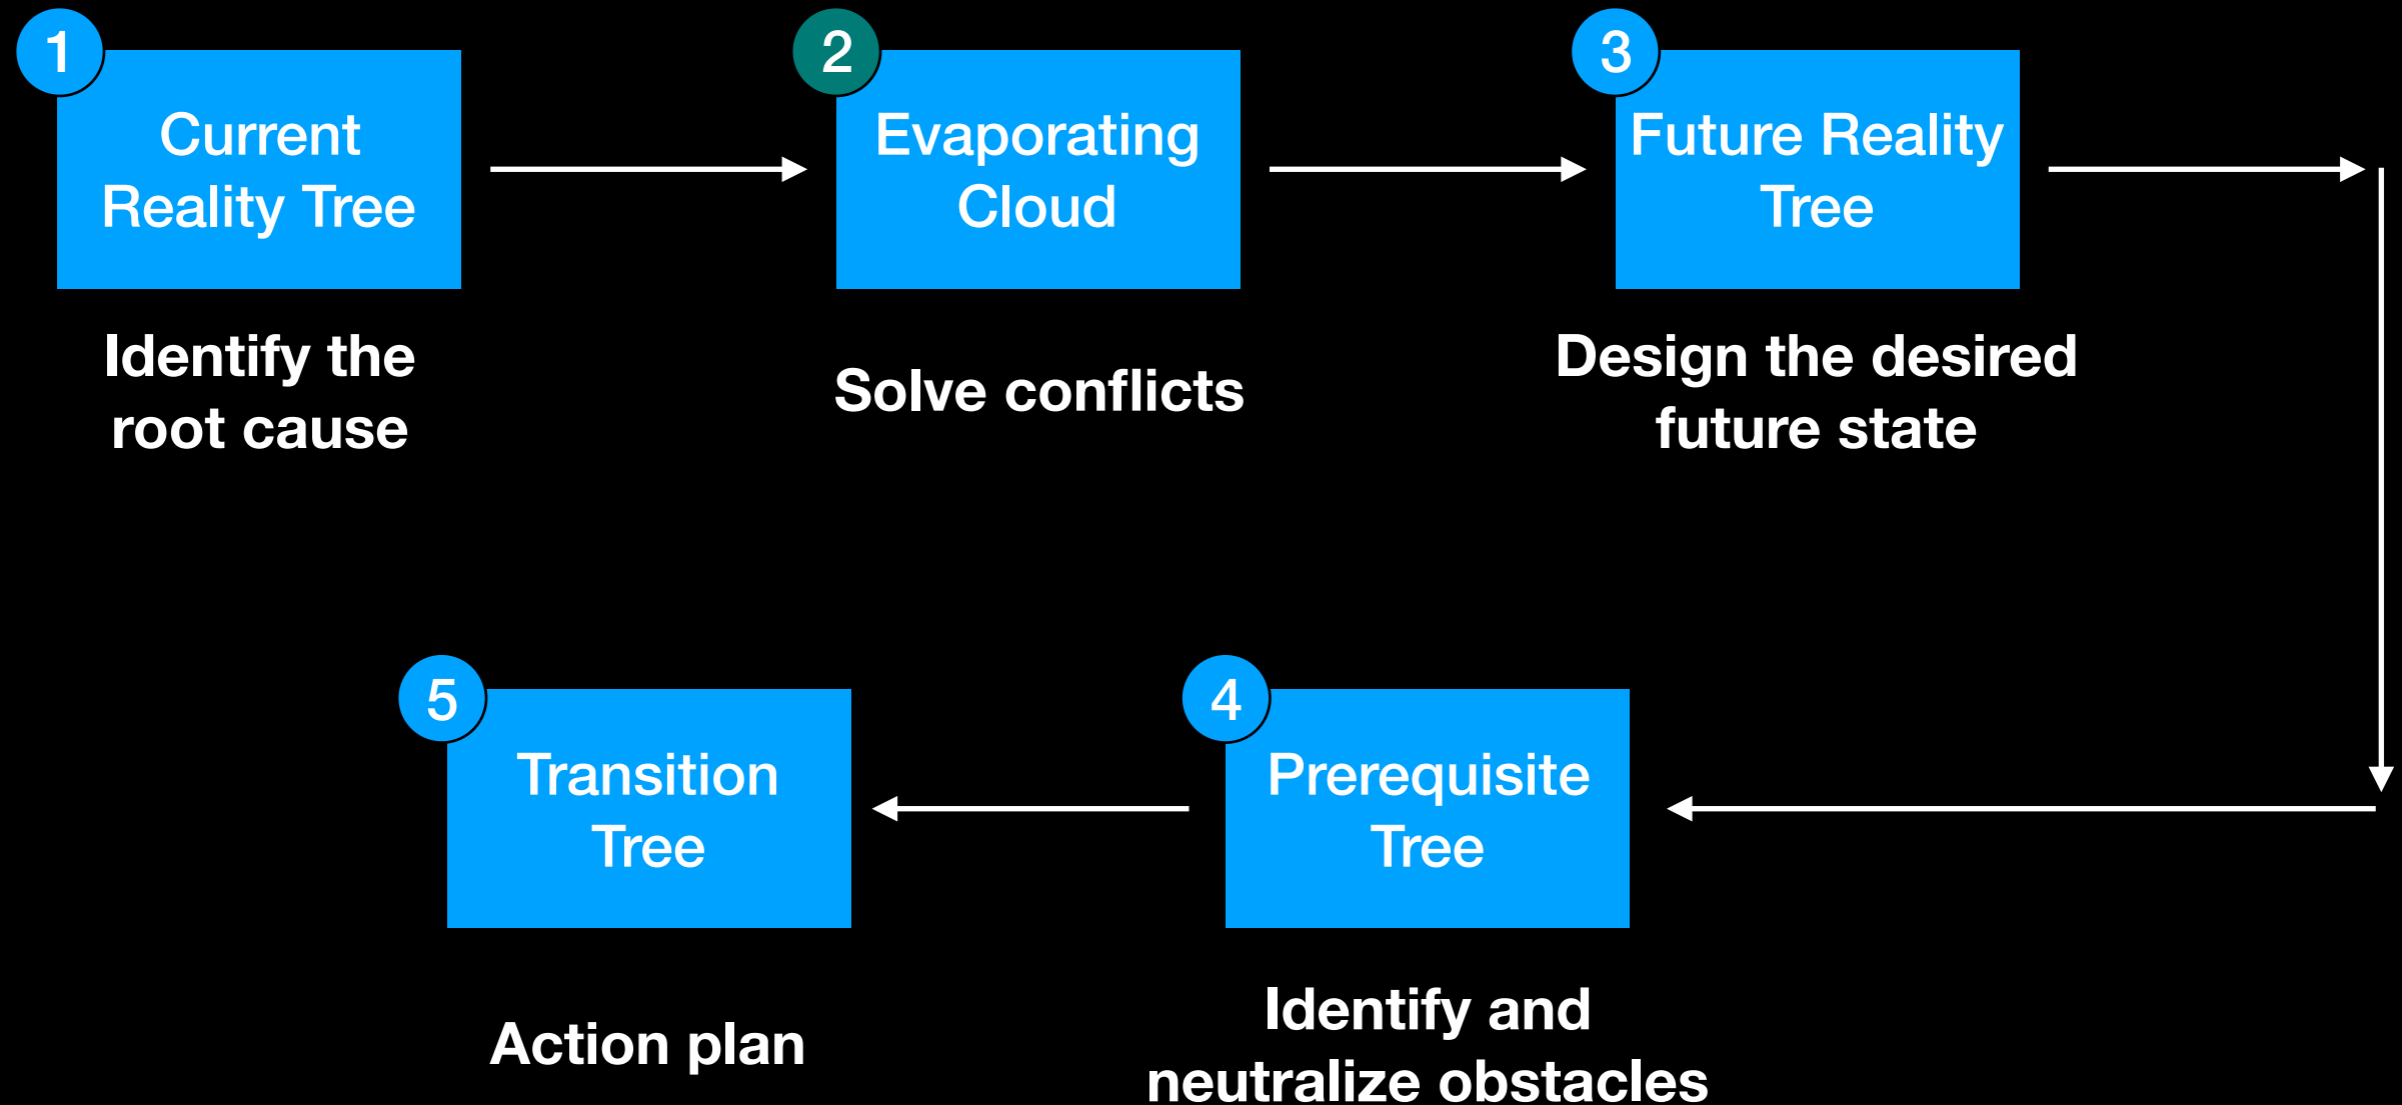 1
Current
Reality Tree
Identify the
root cause
2
Evaporating
Cloud
Solve conflicts
3
Future Reality
Tree
Design the desired
future state
4
Prerequisite
Tree
Identify and
neutralize obstacles
5
Transition
Tree
Action plan